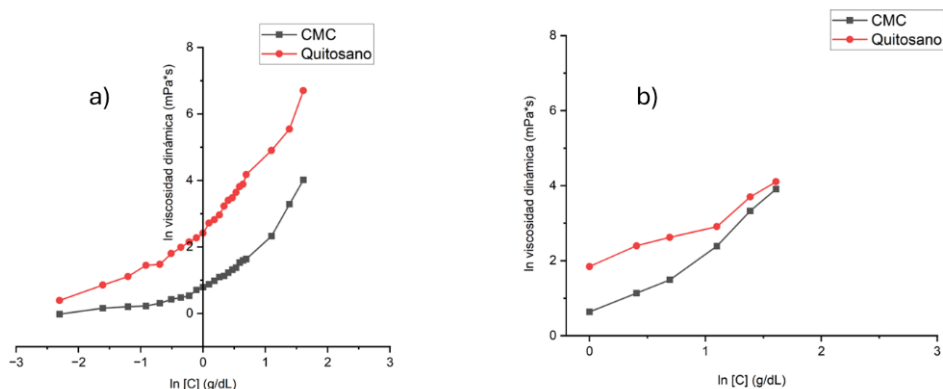 a)
CMC
Quitosano
ln viscosidad dinámica (mPa*s)
8
6
4
2
0
−3
−2
−1
0
1
2
3
ln [C] (g/dL)
b)
CMC
Quitosano
ln viscosidad dinámica (mPa*s)
8
6
4
2
0
0
1
2
3
ln [C] (g/dL)